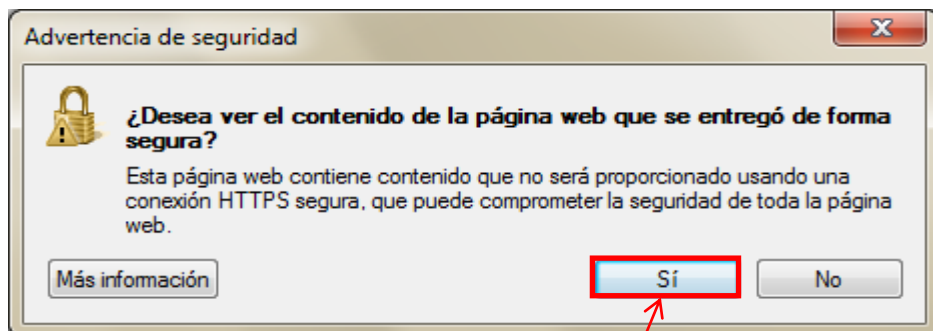 Advertencia de seguridad
¿Desea ver el contenido de la página web que se entregó de forma
segura?
Esta página web contiene contenido que no será proporcionado usando una
conexión HTTPS segura, que puede comprometer la seguridad de toda la página
web.
Más información
Sí
No